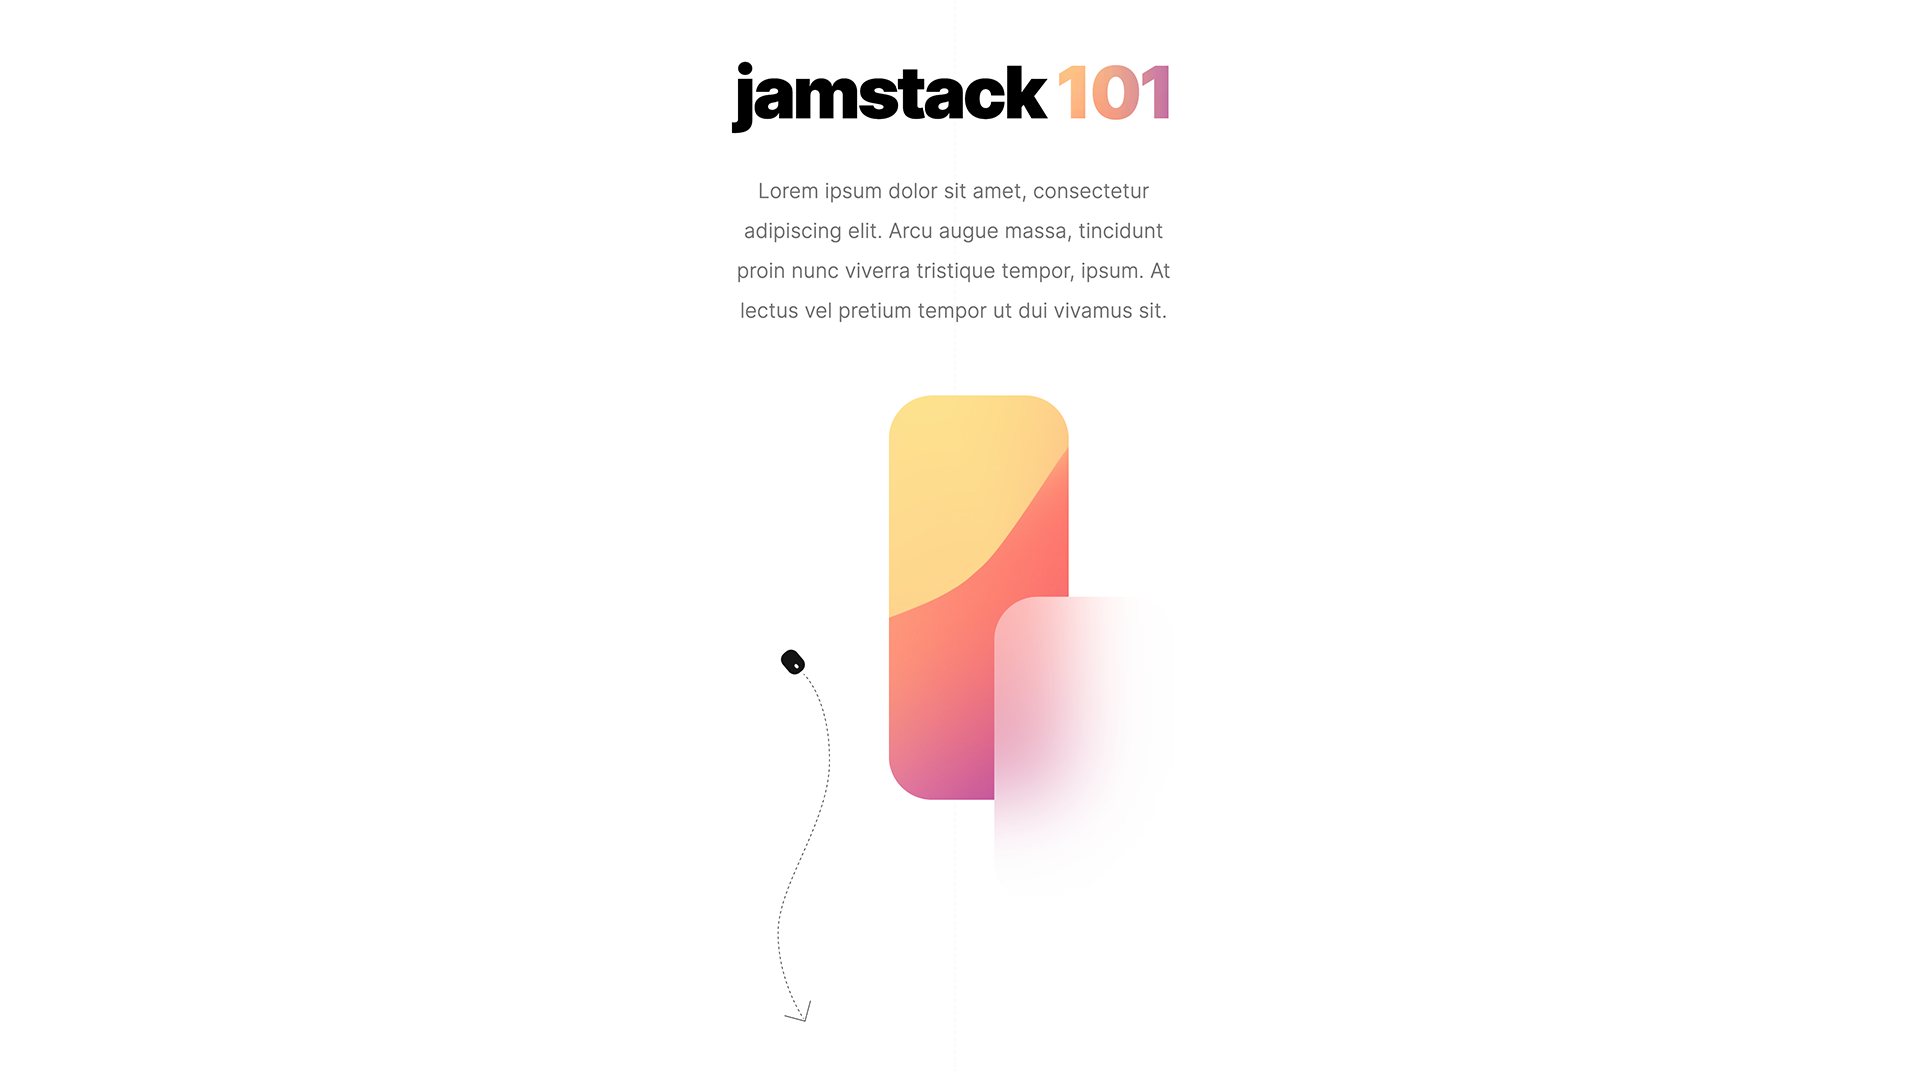 jamstack 101
Lorem ipsum dolor sit amet, consectetur
adipiscing elit. Arcu augue massa, tincidunt
proin nunc viverra tristique tempor, ipsum. At
lectus vel pretium tempor ut dui vivamus sit.